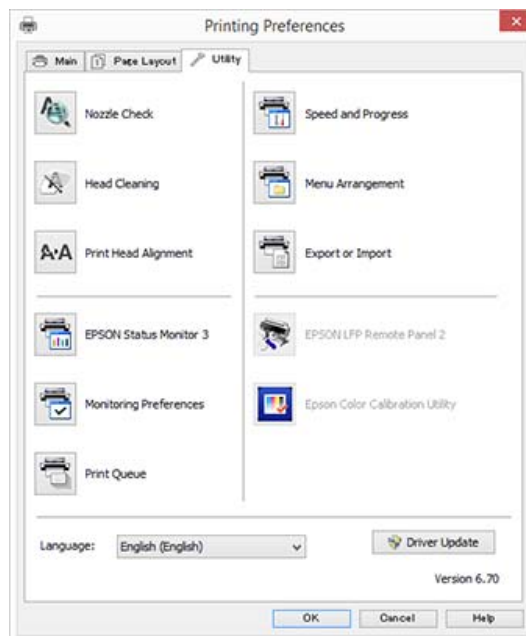 Printing Preferences
Main
Page Layout
Utility
Nozzle Check
Speed and Progress
Head Cleaning
Menu Arrangement
A·A
Print Head Alignment
Export or Import
EPSON Status Monitor 3
EPSON LFP Remote Panel 2
Monitoring Preferences
Epson Color Calibration Utility
Print Queue
Language:
English (English)
Driver Update
Version 6.70
OK
Cancel
Help